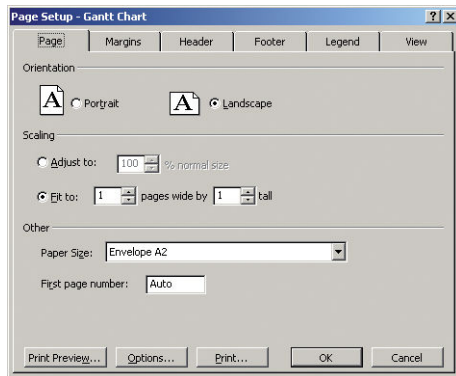 Page Setup - Gantt Chart
Page Margins Header Footer Legend View
Orientation
A Portrait A Landscape
Scaling
Adjust to: 100 % normal size
Fit to: 1 pages wide by 1 tall
Other
Paper Size: Envelope A2
First page number: Auto
Print Preview... Options... Print... OK Cancel